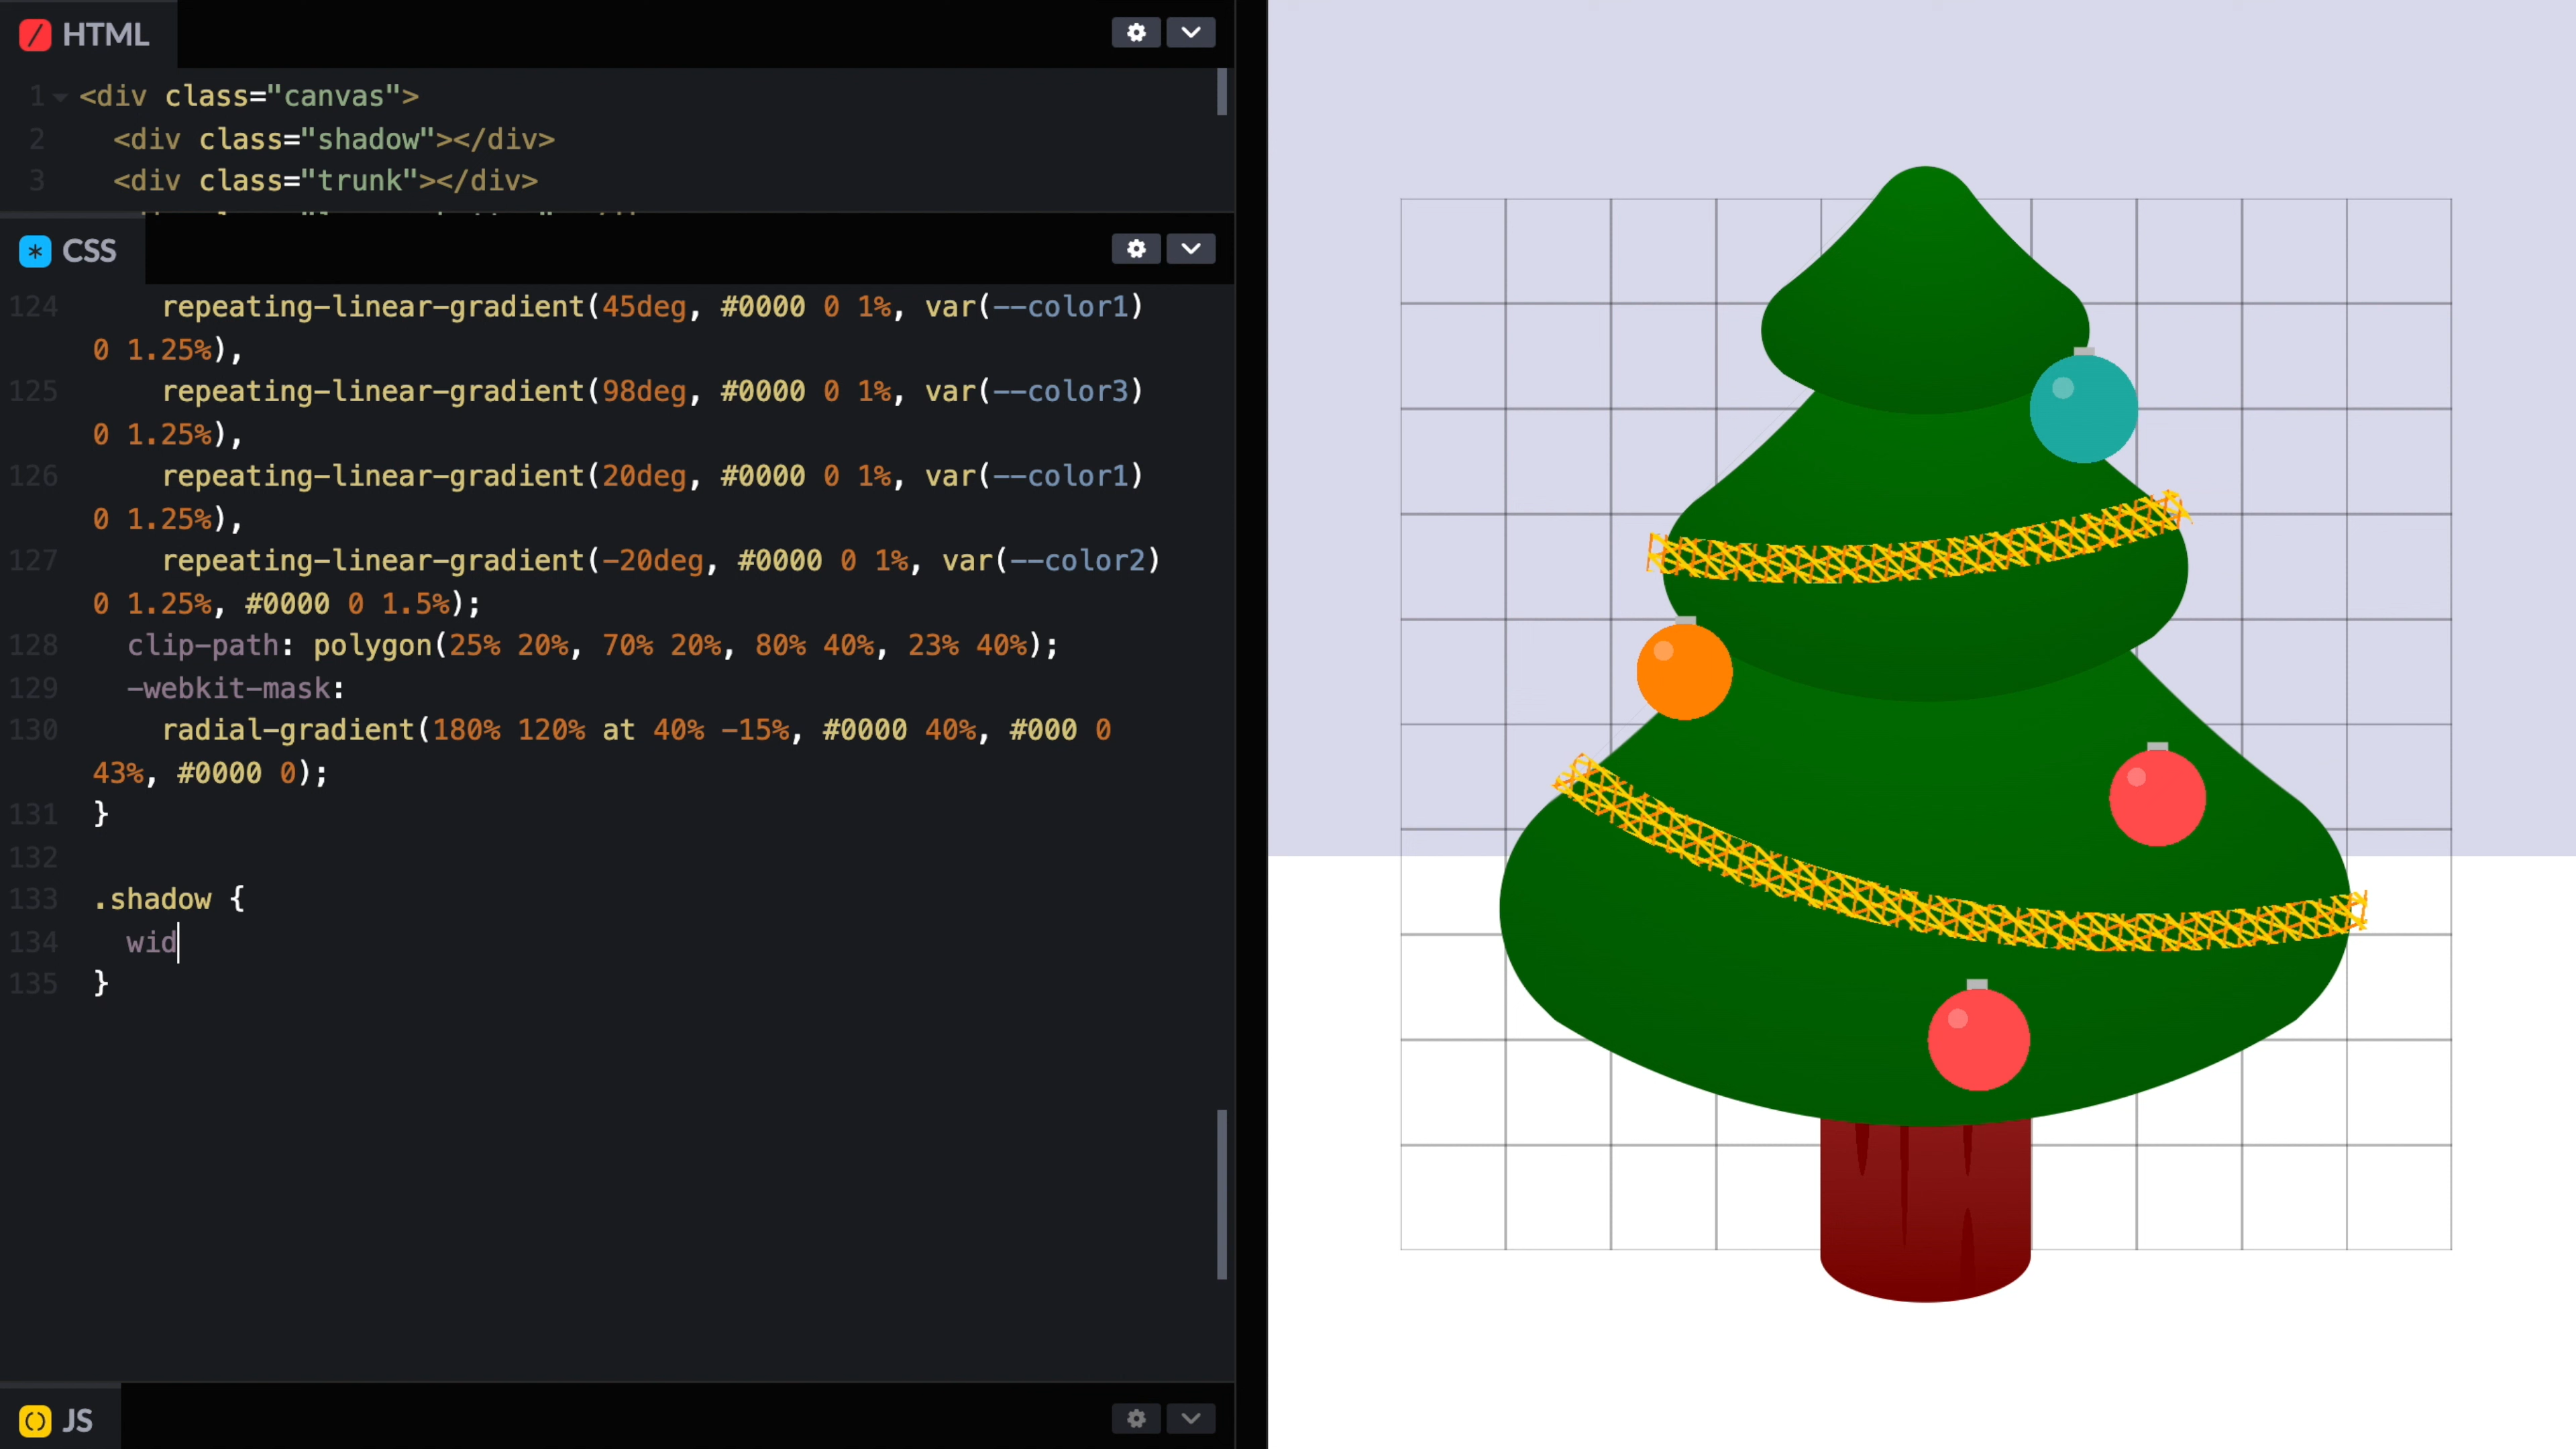 HTML
1 <div class="canvas">
2 <div class="shadow"></div>
3 <div class="trunk"></div>
CSS
124 repeating-linear-gradient(45deg, #0000 0 1%, var(--color1)
0 1.25%),
125 repeating-linear-gradient(98deg, #0000 0 1%, var(--color3)
0 1.25%),
126 repeating-linear-gradient(20deg, #0000 0 1%, var(--color1)
0 1.25%),
127 repeating-linear-gradient(-20deg, #0000 0 1%, var(--color2)
0 1.25%, #0000 0 1.5%);
128 clip-path: polygon(25% 20%, 70% 20%, 80% 40%, 23% 40%);
129 -webkit-mask:
130 radial-gradient(180% 120% at 40% -15%, #0000 40%, #000 0
43%, #0000 0);
131 }
132
133 .shadow {
134 wid
135 }
JS